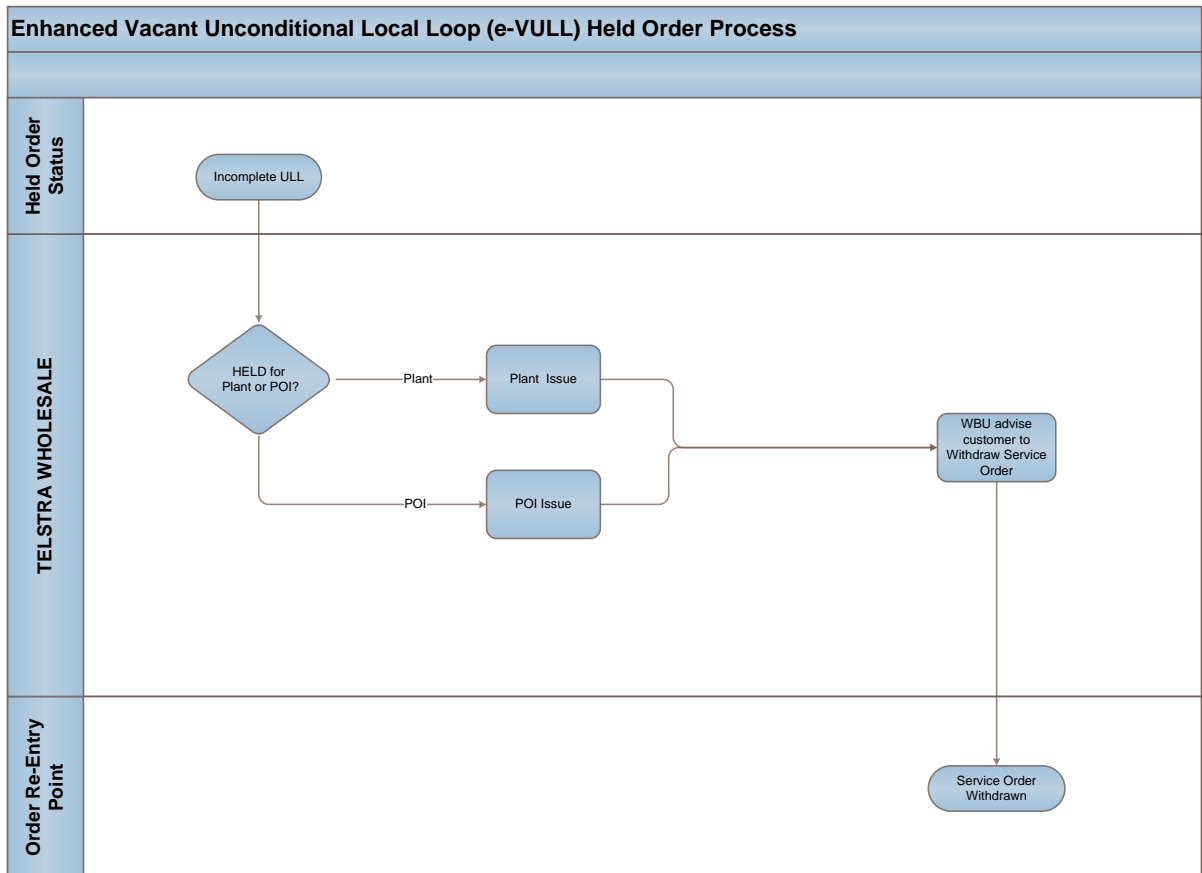 Enhanced Vacant Unconditional Local Loop (e-VULL) Held Order Process
Held Order
Status
Incomplete ULL
TELSTRA WHOLESALE
HELD for
Plant or POI?
Plant
Plant Issue
POI
POI Issue
WBU advise
customer to
Withdraw Service
Order
Order Re-Entry
Point
Service Order
Withdrawn